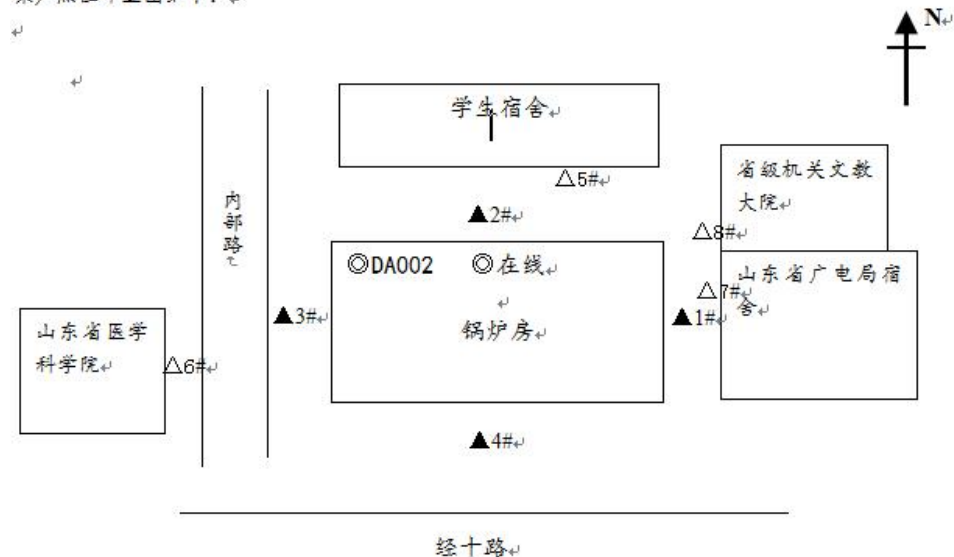 N
学生宿舍
△5#
省级机关文教
大院
内部路
▲2#
△8#
◎DA002 ◎在线
山东省广电局宿
舍
△7#
▲3#
锅炉房
▲1#
山东省医学
科学院
△6#
▲4#
经十路